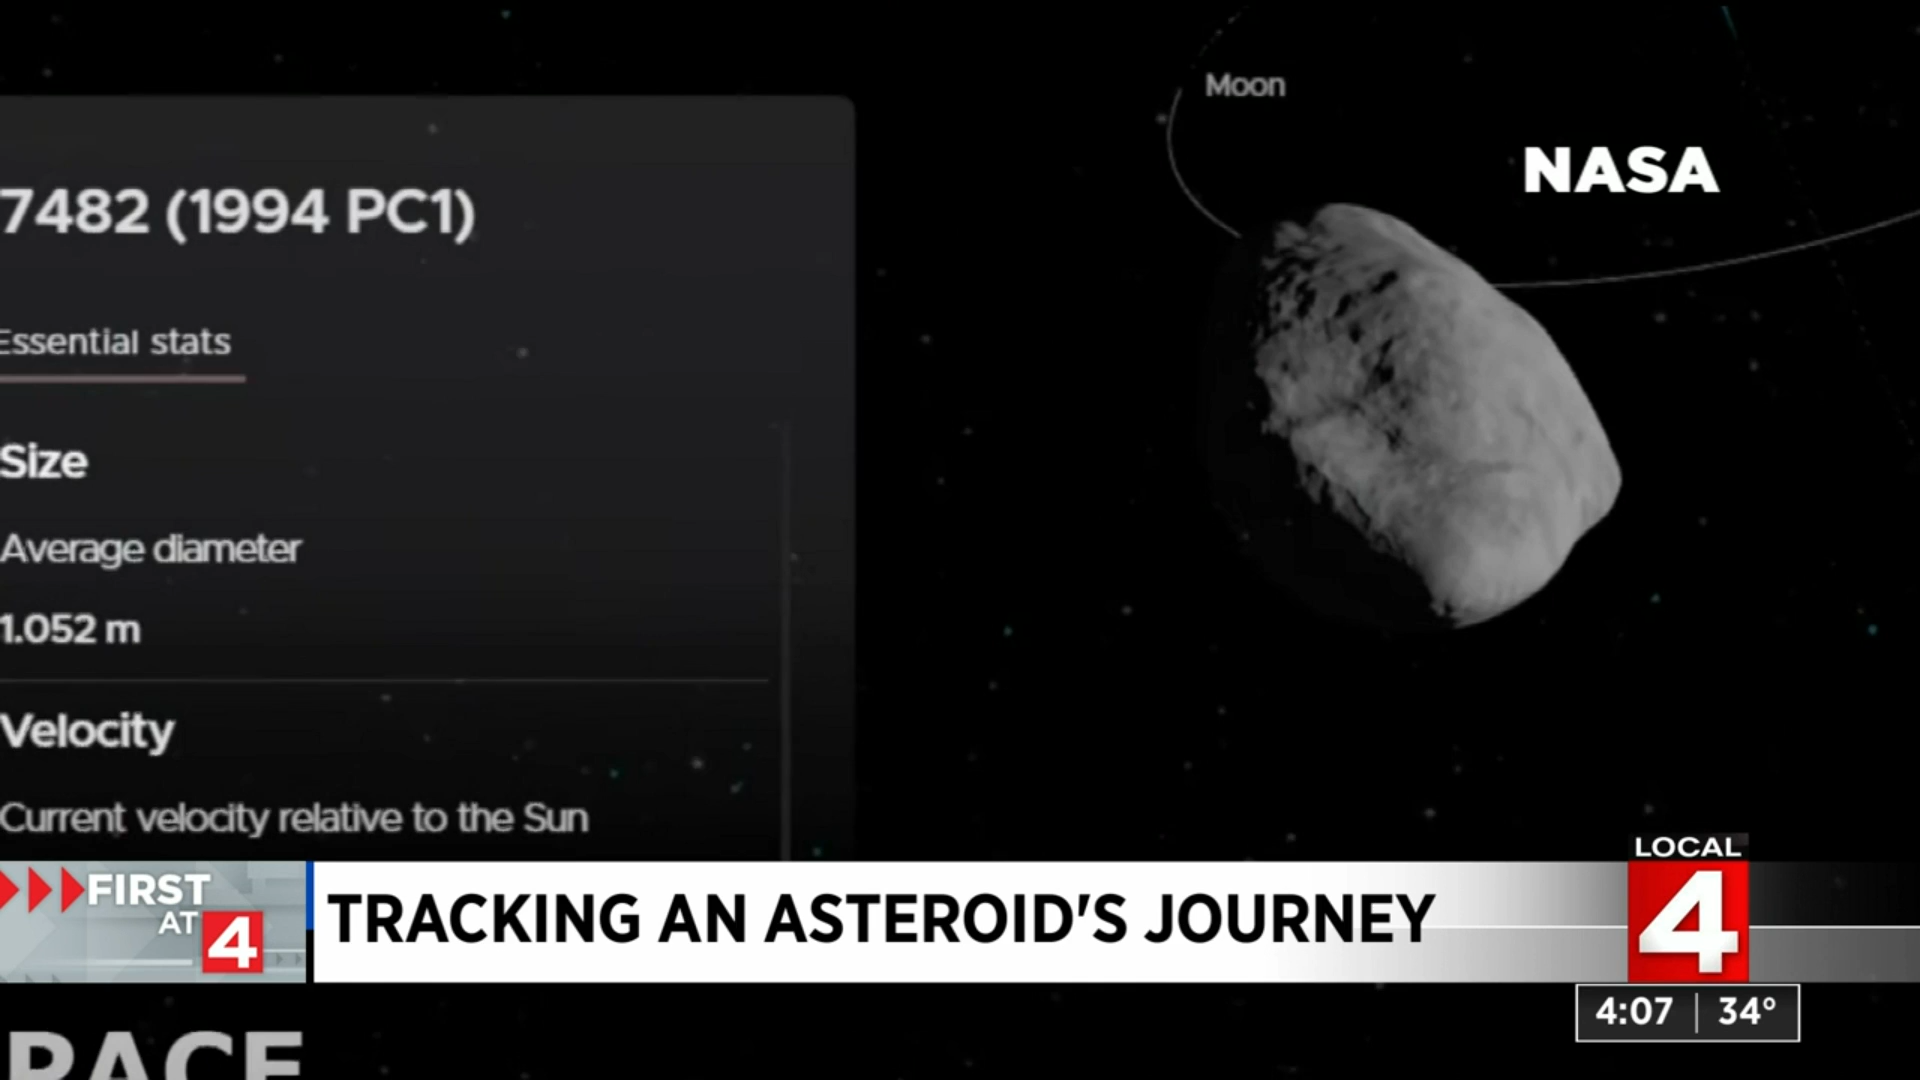 Moon
NASA
7482 (1994 PC1)
Essential stats
Size
Average diameter
1.052 m
Velocity
Current velocity relative to the Sun
LOCAL
4
FIRST
AT 4
TRACKING AN ASTEROID'S JOURNEY
4:07 | 34°